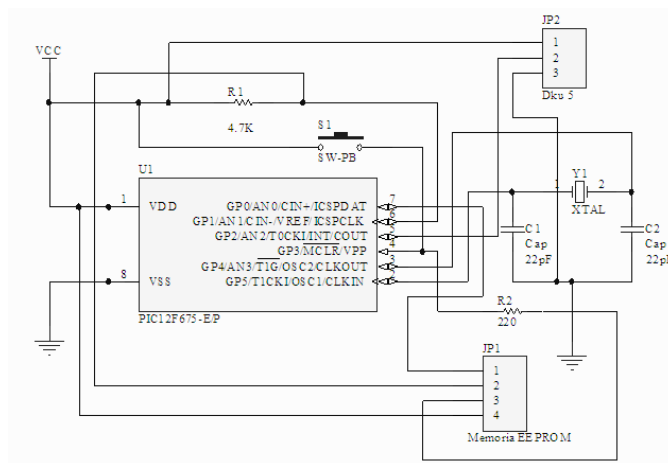 JP2
VCC
1
2
3
Dku 5
R1
4.7K
S1
SW-PB
U1
Y1
1
2
XTAL
1
VDD
8
VSS
GP0/AN0/CIN+/ICSPDAT
7
GP1/AN1/CIN-/VREF/ICSPCLK
6
GP2/AN2/T0CKI/INT/COUT
5
GP3/MCLR/VPP
4
GP4/AN3/T1G/OSC2/CLKOUT
3
GP5/T1CKI/OSC1/CLKIN
2
PIC12F675-E/P
C1
Cap
22pF
C2
Cap
22pF
R2
220
JP1
1
2
3
4
Memoria EEPROM